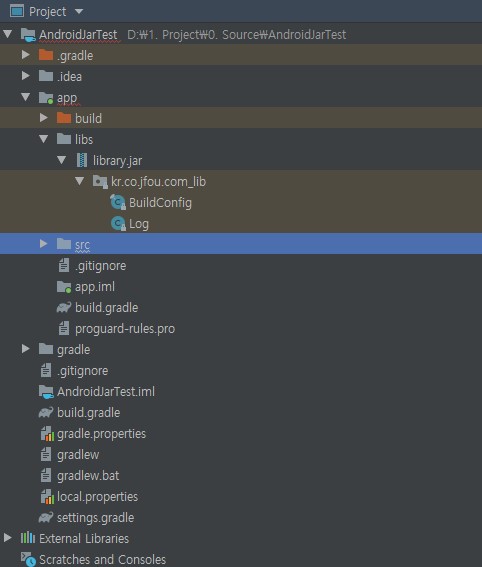 Project
AndroidJarTest D:₩1. Project₩0. Source₩AndroidJarTest
.gradle
.idea
app
build
libs
library.jar
kr.co.jfou.com_lib
BuildConfig
Log
src
.gitignore
app.iml
build.gradle
proguard-rules.pro
gradle
.gitignore
AndroidJarTest.iml
build.gradle
gradle.properties
gradlew
gradlew.bat
local.properties
settings.gradle
External Libraries
Scratches and Consoles